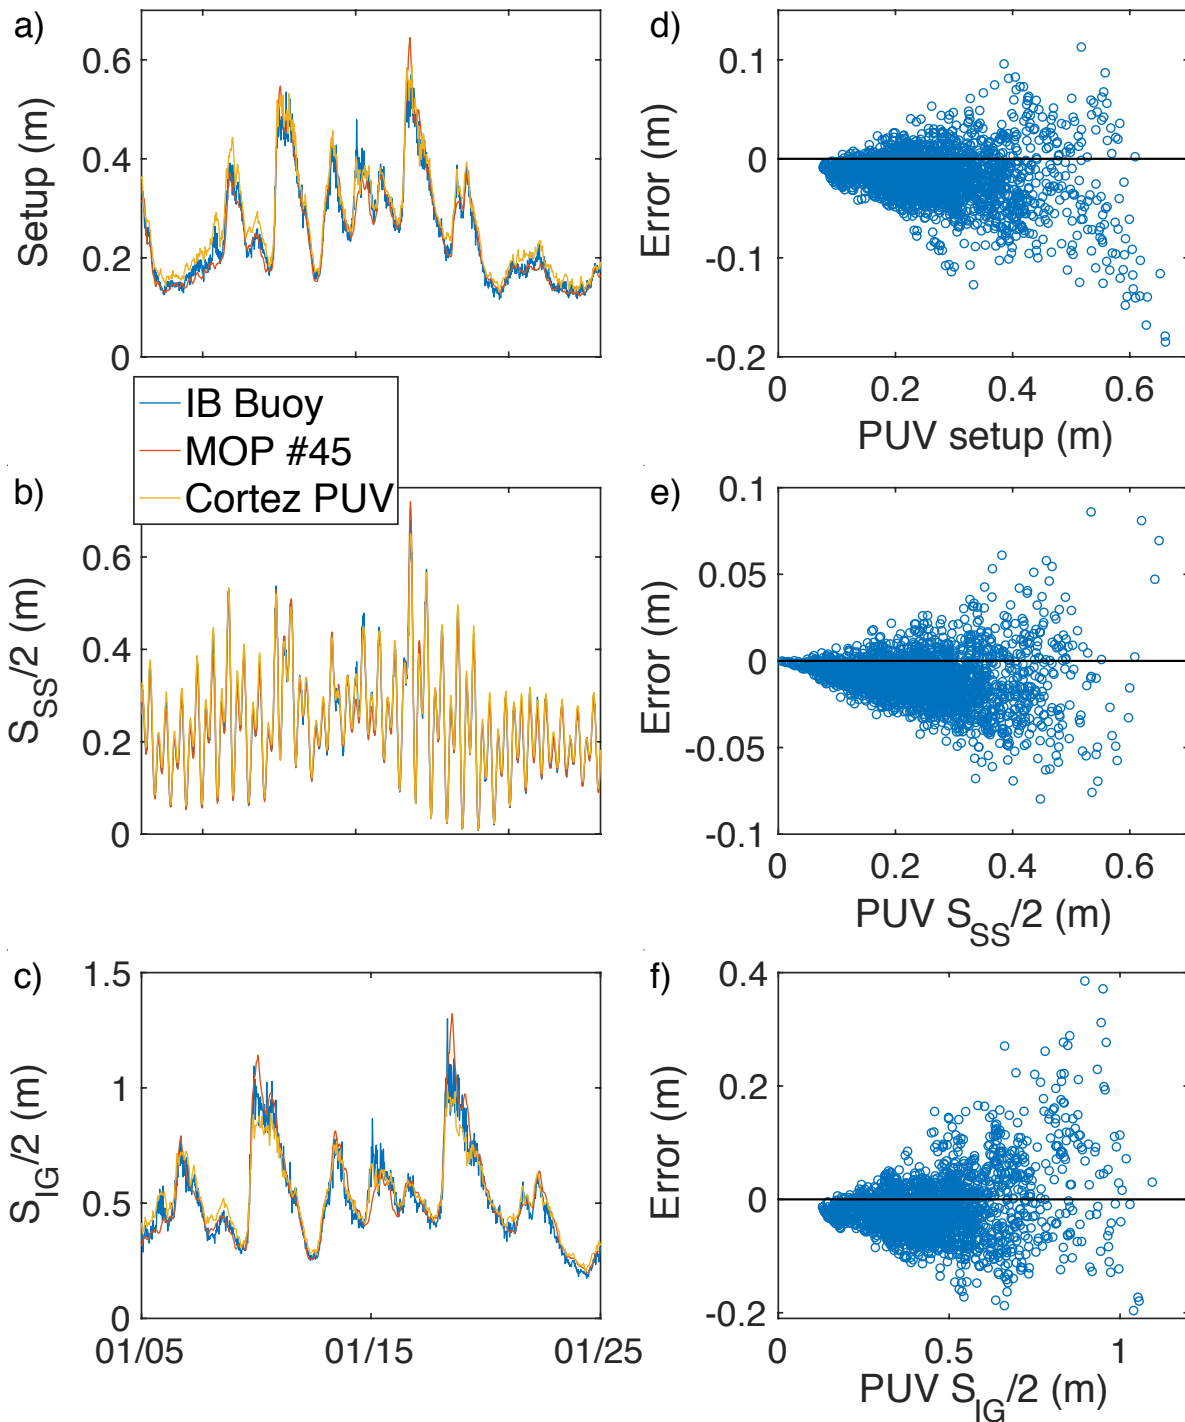 a)
0.6
0.4
0.2
0
Setup (m)
IB Buoy
MOP #45
Cortez PUV
b)
0.6
0.4
0.2
0
S_SS/2 (m)
c)
1.5
1
0.5
0
S_IG/2 (m)
01/05 01/15 01/25
d)
0.1
0
-0.1
-0.2
Error (m)
0 0.2 0.4 0.6
PUV setup (m)
e)
0.1
0.05
0
-0.05
-0.1
Error (m)
0 0.2 0.4 0.6
PUV S_SS/2 (m)
f)
0.4
0.2
0
-0.2
Error (m)
0 0.5 1
PUV S_IG/2 (m)